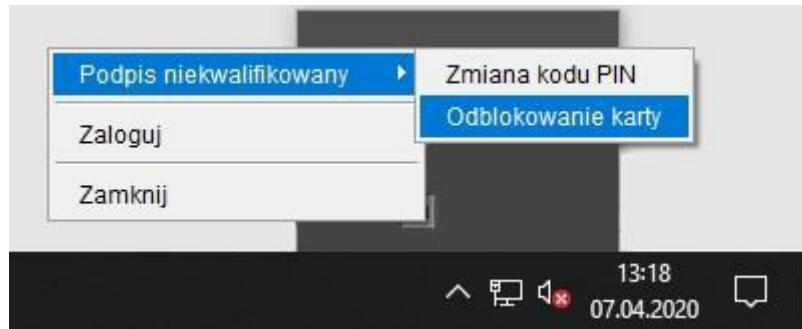 Podpis niekwalifikowany
Zmiana kodu PIN
Odblokowanie karty
Zaloguj
Zamknij
13:18
07.04.2020